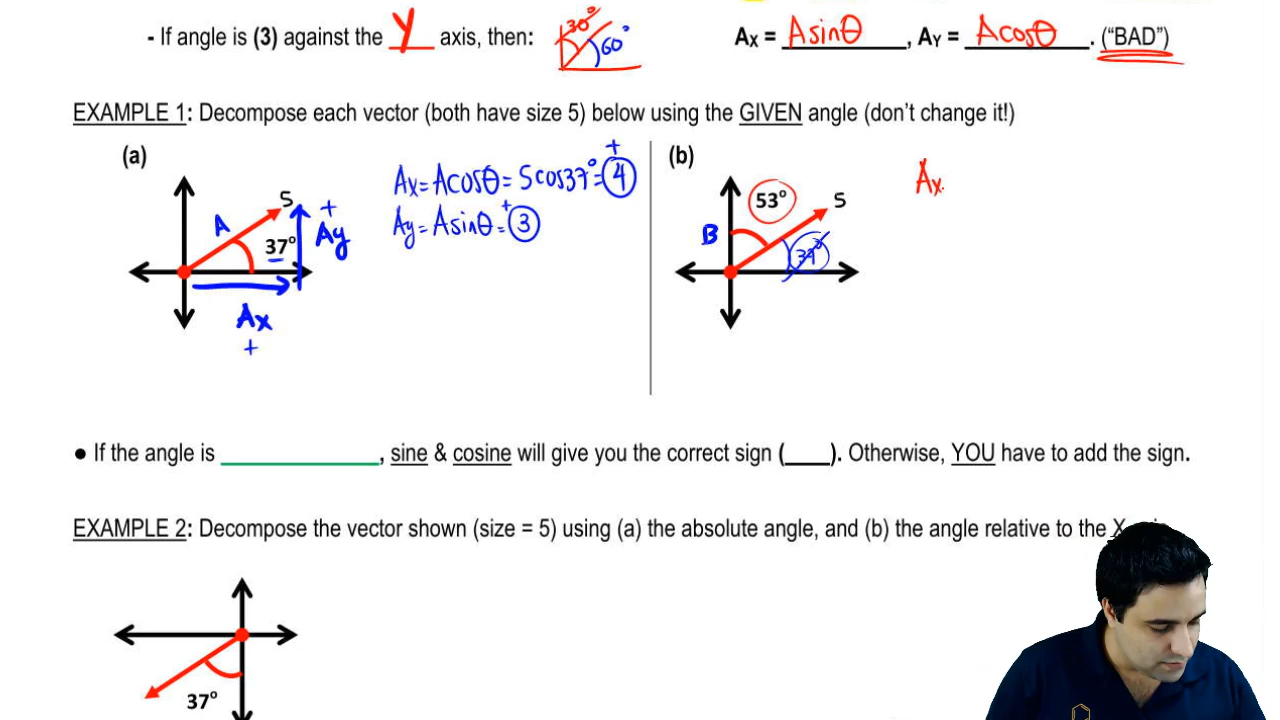 - If angle is (3) against the Y axis, then: 30° 60° Ax = Asinθ, AY = Acosθ. ("BAD")
EXAMPLE 1: Decompose each vector (both have size 5) below using the GIVEN angle (don't change it!)
(a)
A
5
37°
+
Ay
Ax
+
Ax = Acosθ = 5cos37° = +4
Ay = Asinθ = +3
(b)
53°
5
B
37°
Ax
● If the angle is ______________, sine & cosine will give you the correct sign (____). Otherwise, YOU have to add the sign.
EXAMPLE 2: Decompose the vector shown (size = 5) using (a) the absolute angle, and (b) the angle relative to the X
37°